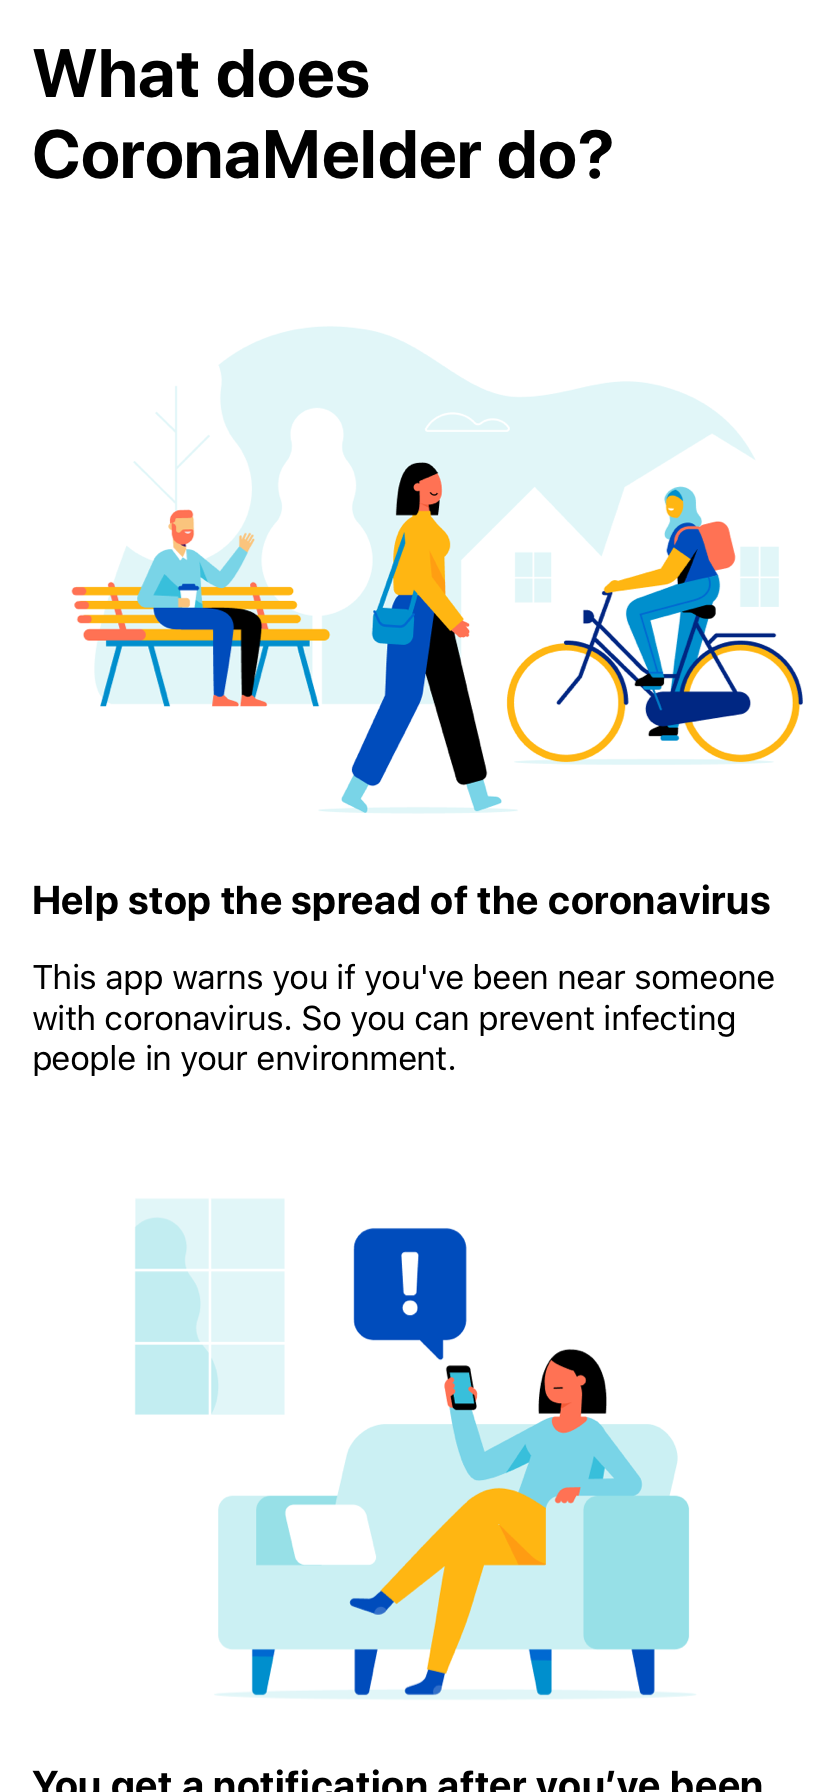 What does
CoronaMelder do?
Help stop the spread of the coronavirus
This app warns you if you've been near someone
with coronavirus. So you can prevent infecting
people in your environment.
!
You get a notification after you’ve been